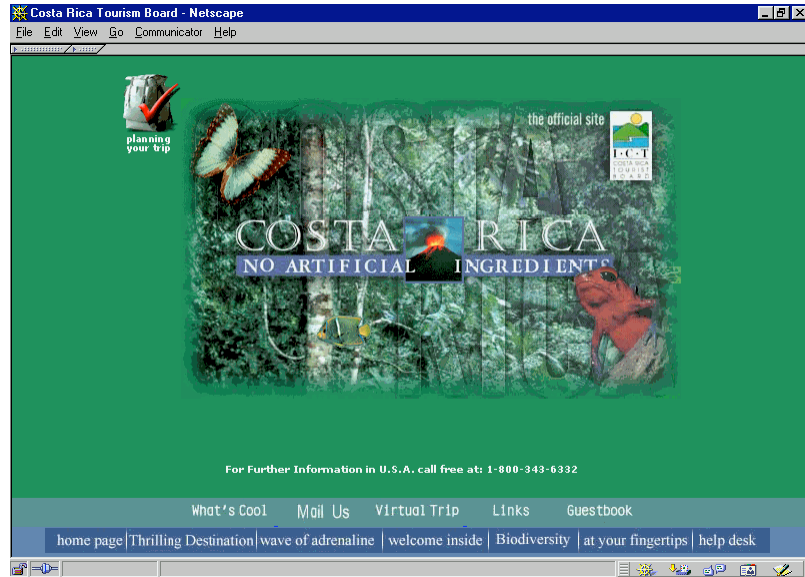 Costa Rica Tourism Board - Netscape
File Edit View Go Communicator Help
planning
your trip
the official site
I·C·T
COSTA RICA
TOURIST
BOARD
COSTA RICA
NO ARTIFICIAL INGREDIENTS
For Further Information in U.S.A. call free at: 1-800-343-6332
What's Cool Mail Us Virtual Trip Links Guestbook
home page Thrilling Destination wave of adrenaline welcome inside Biodiversity at your fingertips help desk